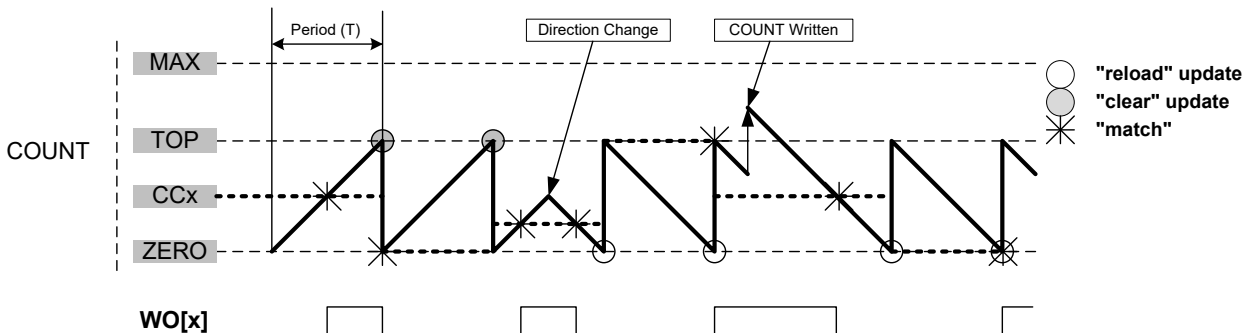 Period (T)
Direction Change
COUNT Written
MAX
"reload" update
"clear" update
TOP
"match"
COUNT
CCx
ZERO
WO[x]